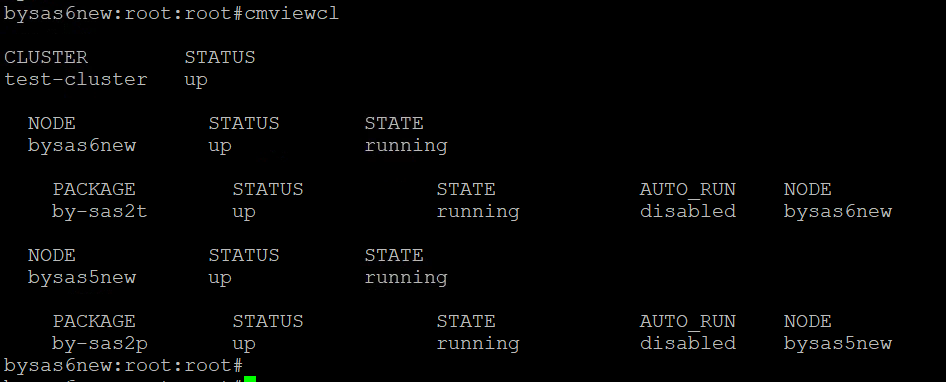 bysas6new:root:root#cmviewcl
CLUSTER STATUS
test-cluster up
NODE STATUS STATE
bysas6new up running
PACKAGE STATUS STATE AUTO_RUN NODE
by-sas2t up running disabled bysas6new
NODE STATUS STATE
bysas5new up running
PACKAGE STATUS STATE AUTO_RUN NODE
by-sas2p up running disabled bysas5new
bysas6new:root:root#